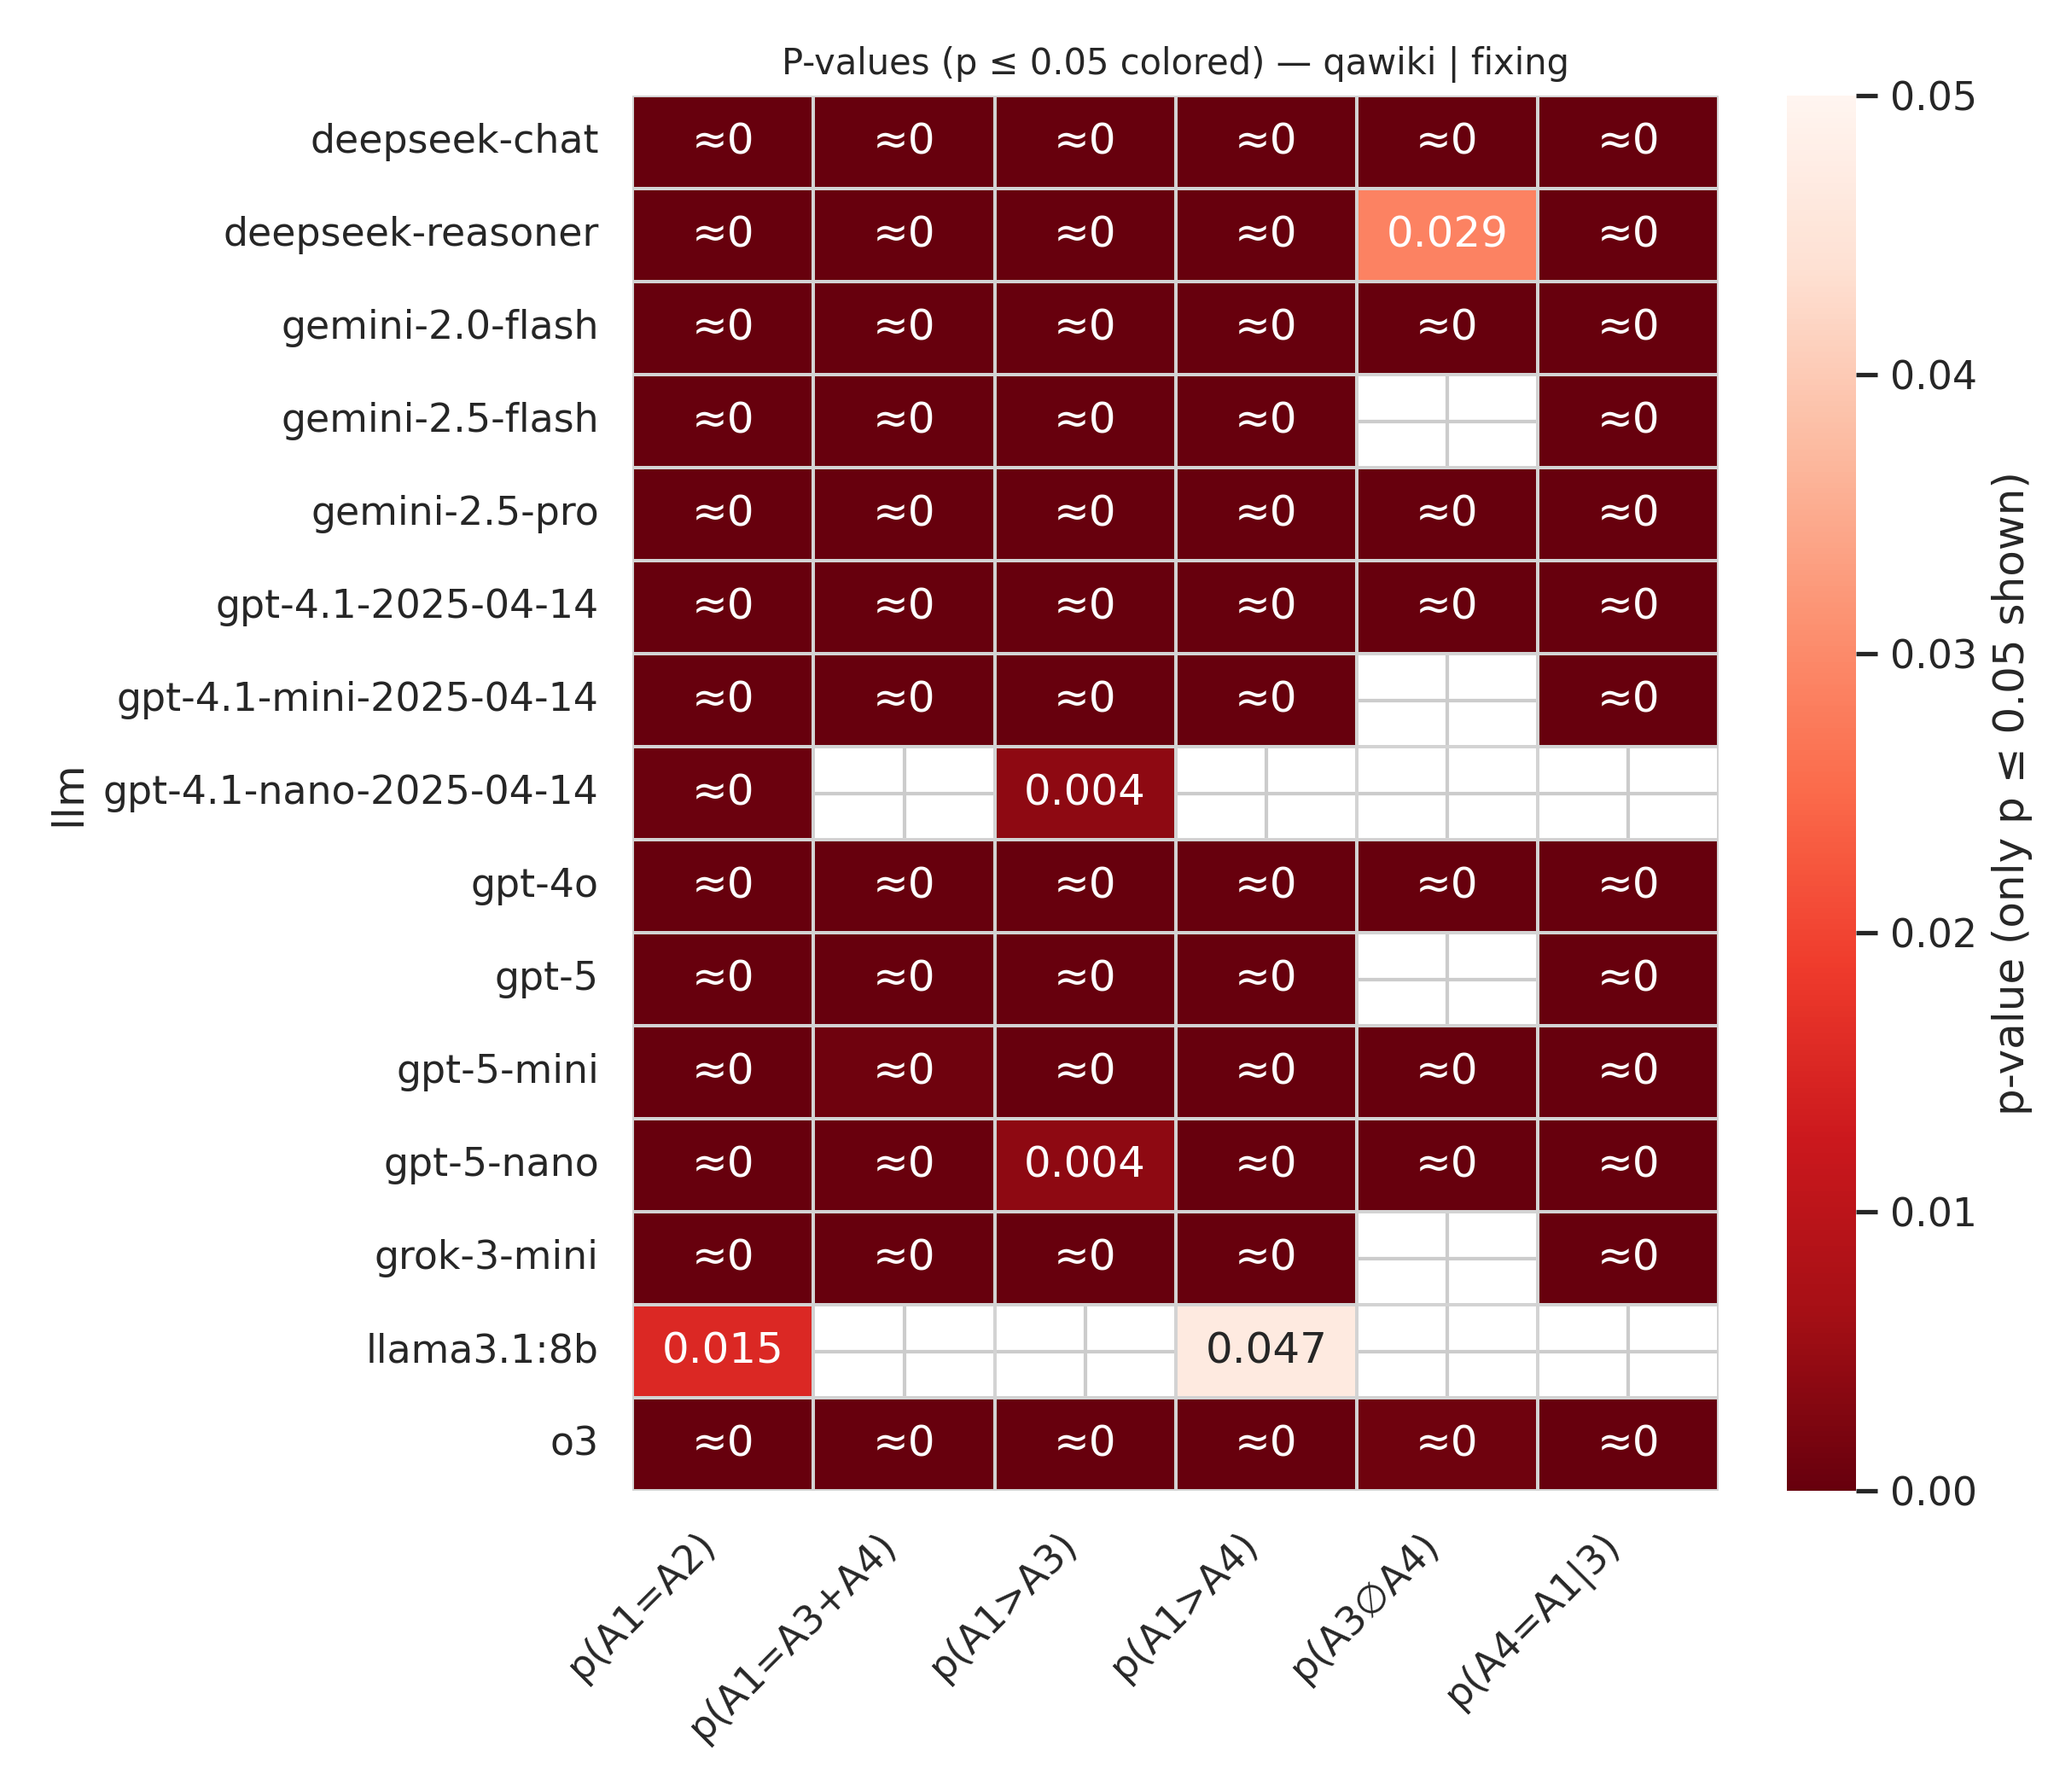 P-values (p ≤ 0.05 colored) — qawiki | fixing
deepseek-chat ≈0 ≈0 ≈0 ≈0 ≈0 ≈0
deepseek-reasoner ≈0 ≈0 ≈0 ≈0 0.029 ≈0
gemini-2.0-flash ≈0 ≈0 ≈0 ≈0 ≈0 ≈0
gemini-2.5-flash ≈0 ≈0 ≈0 ≈0 ≈0
gemini-2.5-pro ≈0 ≈0 ≈0 ≈0 ≈0 ≈0
gpt-4.1-2025-04-14 ≈0 ≈0 ≈0 ≈0 ≈0 ≈0
gpt-4.1-mini-2025-04-14 ≈0 ≈0 ≈0 ≈0 ≈0
gpt-4.1-nano-2025-04-14 ≈0 0.004
gpt-4o ≈0 ≈0 ≈0 ≈0 ≈0 ≈0
gpt-5 ≈0 ≈0 ≈0 ≈0 ≈0
gpt-5-mini ≈0 ≈0 ≈0 ≈0 ≈0 ≈0
gpt-5-nano ≈0 ≈0 0.004 ≈0 ≈0 ≈0
grok-3-mini ≈0 ≈0 ≈0 ≈0 ≈0
llama3.1:8b 0.015 0.047
o3 ≈0 ≈0 ≈0 ≈0 ≈0 ≈0
llm
p(A1=A2)
p(A1=A3+A4)
p(A1>A3)
p(A1>A4)
p(A3∅A4)
p(A4=A1|3)
0.05
0.04
0.03
0.02
0.01
0.00
p-value (only p ≤ 0.05 shown)